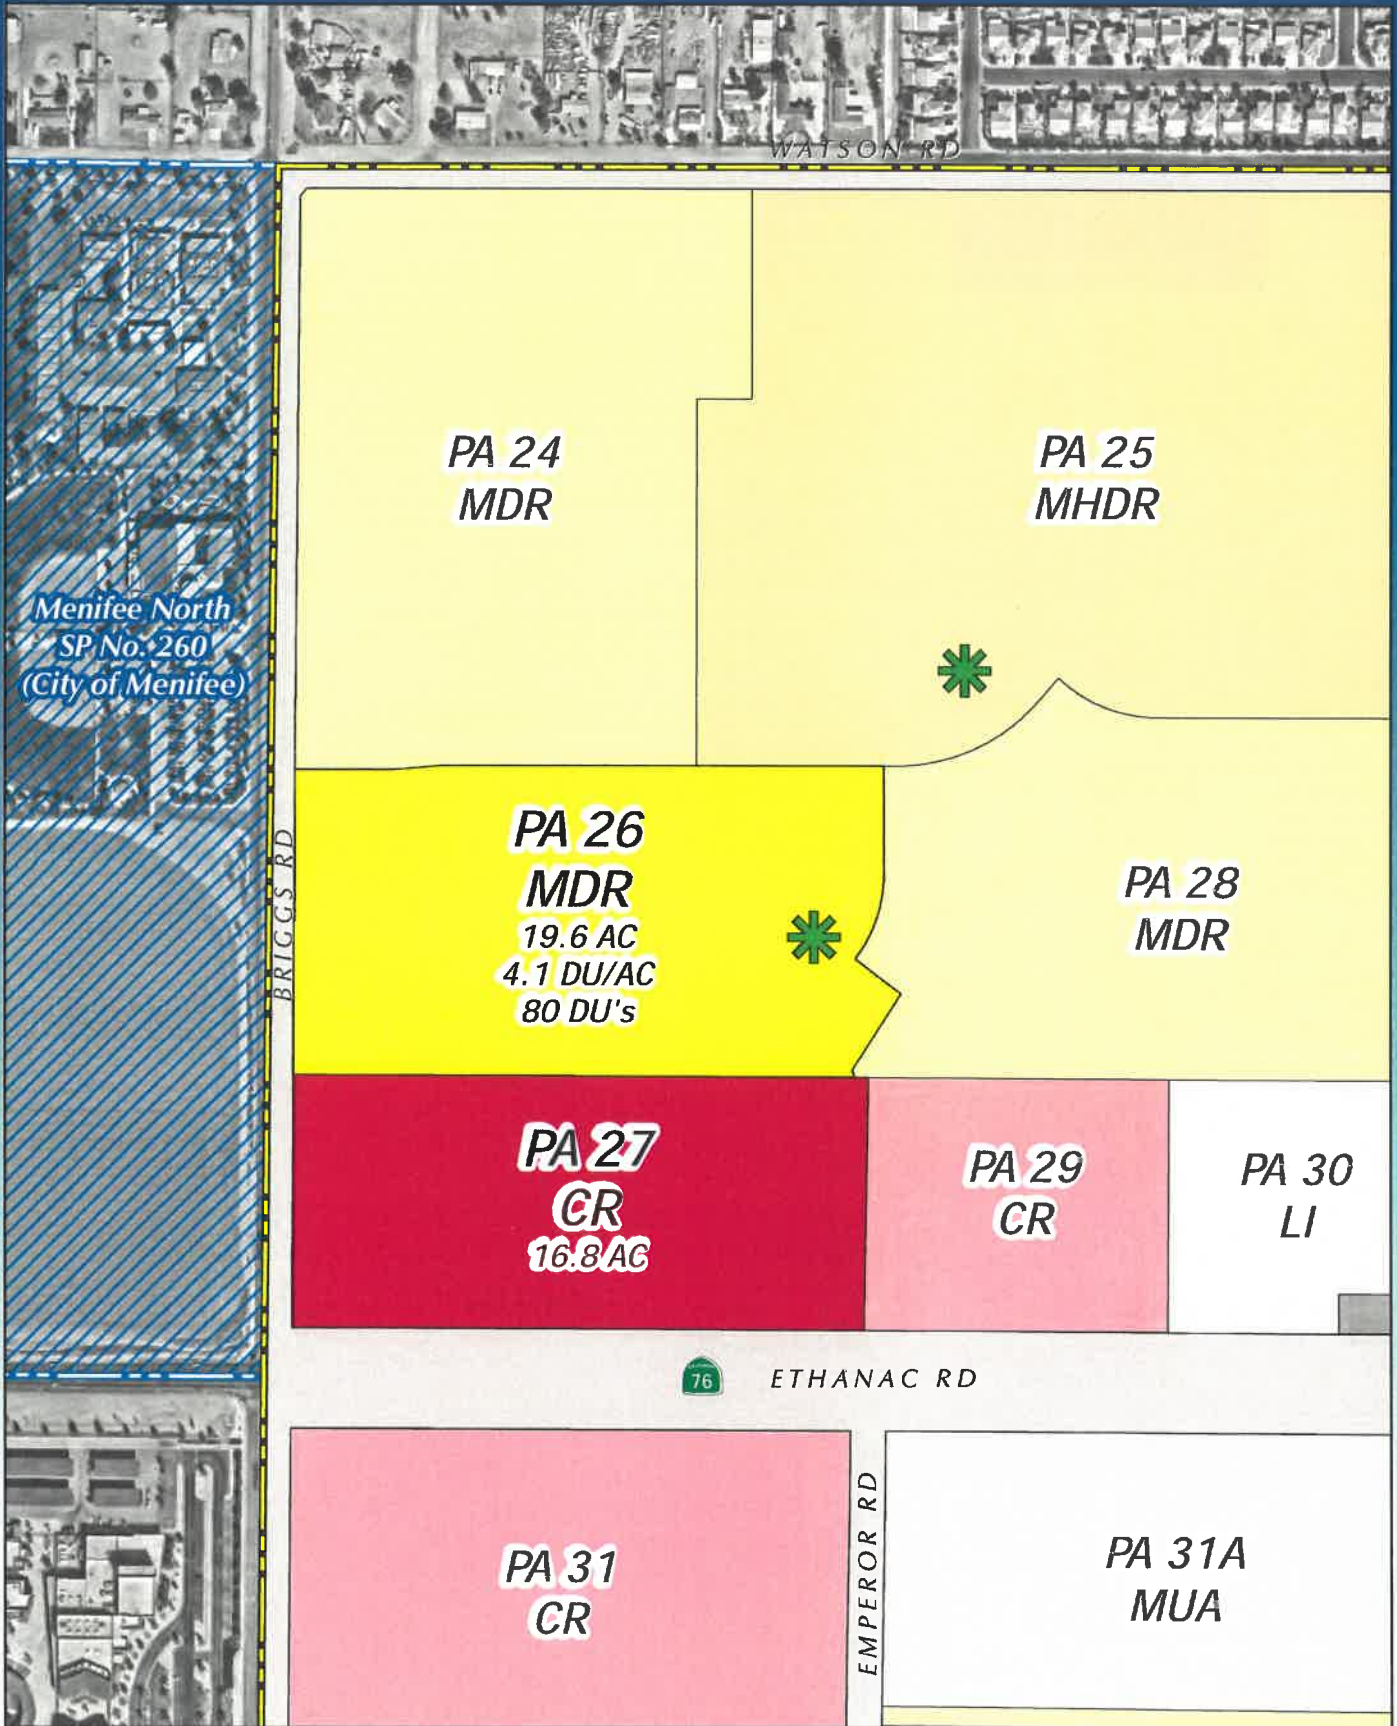 WATSON RD
PA 24
MDR
PA 25
MHDR
Menifee North
SP No. 260
(City of Menifee)
BRIGGS RD
PA 26
MDR
19.6 AC
4.1 DU/AC
80 DU's
PA 28
MDR
PA 27
CR
16.8 AC
PA 29
CR
PA 30
LI
76
ETHANAC RD
PA 31
CR
EMPEROR RD
PA 31A
MUA